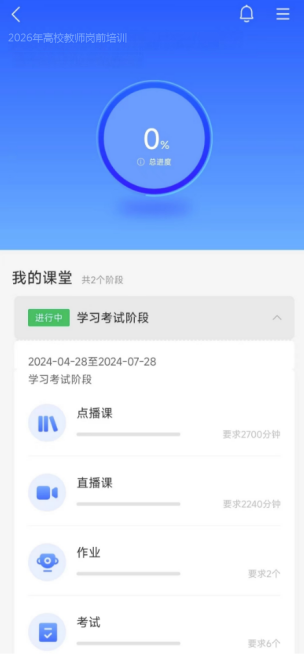 2026年高校教师岗前培训
0%
总进度
我的课堂 共2个阶段
进行中 学习考试阶段
2024-04-28至2024-07-28
学习考试阶段
点播课
要求2700分钟
直播课
要求2240分钟
作业
要求2个
考试
要求6个